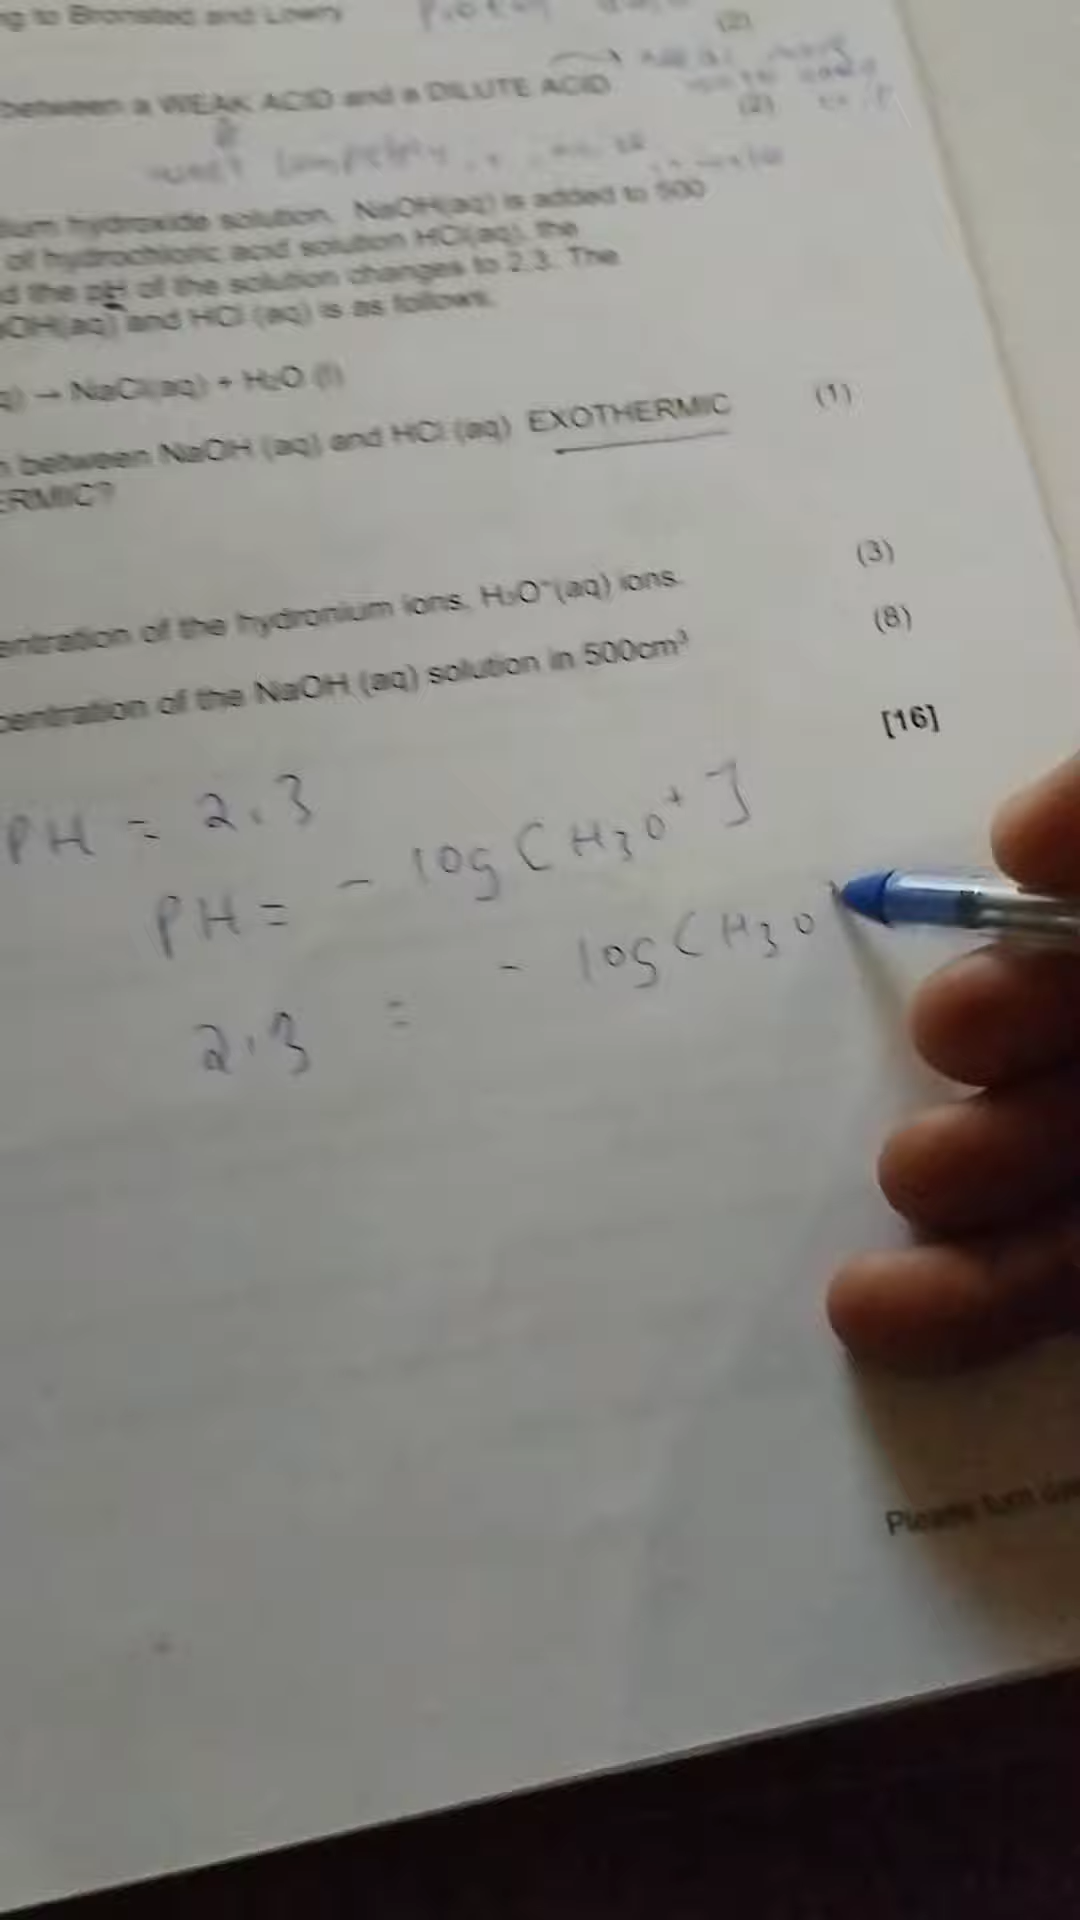 ng to Bronsted and Lowry
(2)
between a WEAK ACID and a DILUTE ACID
(2)
ium hydroxide solution, NaOH(aq) is added to 500
of hydrochloric acid solution HCl(aq), the
d the pH of the solution changes to 2,3. The
OH(aq) and HCl (aq) is as follows:
q) → NaCl(aq) + H₂O (l)
n between NaOH (aq) and HCl (aq) EXOTHERMIC (1)
ERMIC?
entration of the hydronium ions, H₃O⁺(aq) ions. (3)
centration of the NaOH (aq) solution in 500cm³ (8)
[16]
PH = 2.3
PH = - log [H3O+]
2.3 = - log [H3O
Please turn